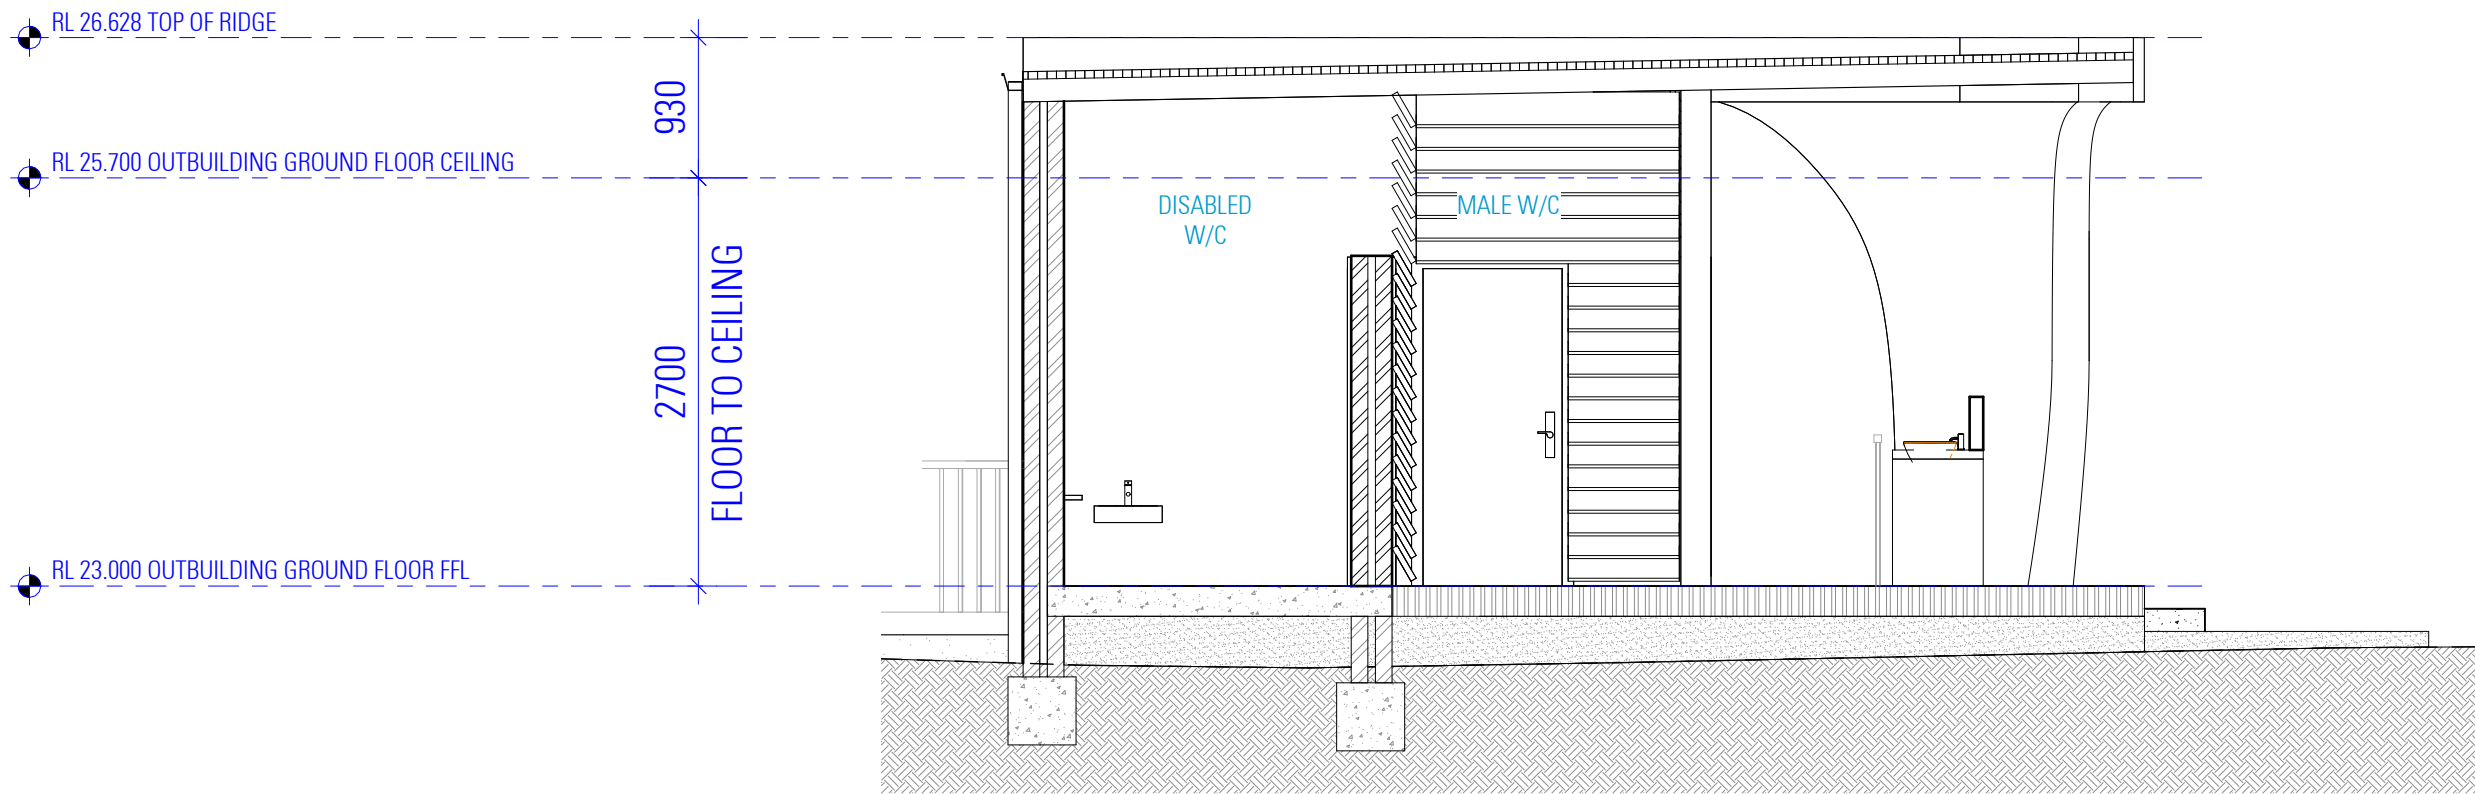 RL 26.628 TOP OF RIDGE
930
RL 25.700 OUTBUILDING GROUND FLOOR CEILING
DISABLED
W/C
MALE W/C
2700
FLOOR TO CEILING
RL 23.000 OUTBUILDING GROUND FLOOR FFL